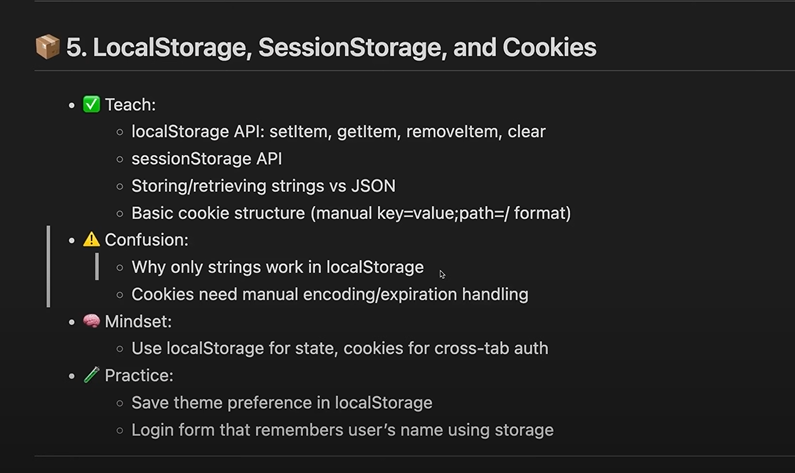 📦 5. LocalStorage, SessionStorage, and Cookies
✅ Teach:
localStorage API: setItem, getItem, removeItem, clear
sessionStorage API
Storing/retrieving strings vs JSON
Basic cookie structure (manual key=value;path=/ format)
⚠️ Confusion:
Why only strings work in localStorage
Cookies need manual encoding/expiration handling
🧠 Mindset:
Use localStorage for state, cookies for cross-tab auth
🧪 Practice:
Save theme preference in localStorage
Login form that remembers user’s name using storage